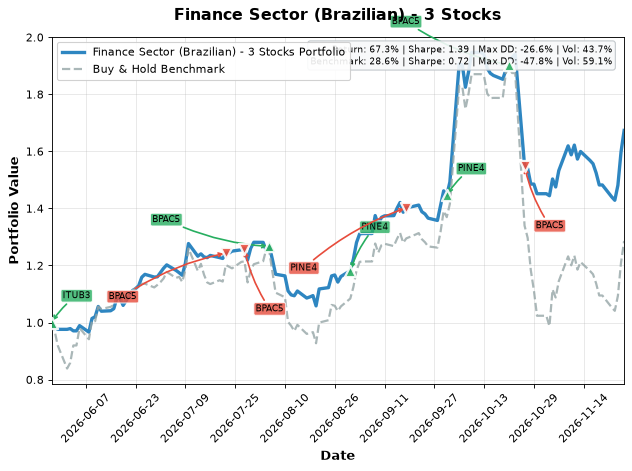 Finance Sector (Brazilian) - 3 Stocks
BPAC5
Finance Sector (Brazilian) - 3 Stocks Portfolio
Buy & Hold Benchmark
urn: 67.3% | Sharpe: 1.39 | Max DD: -26.6% | Vol: 43.7%
Benchmark: 28.6% | Sharpe: 0.72 | Max DD: -47.8% | Vol: 59.1%
Portfolio Value
2.0
1.8
1.6
1.4
1.2
1.0
0.8
PINE4
BPAC5
PINE4
BPAC5
PINE4
ITUB3
BPAC5
BPAC5
2026-06-07
2026-06-23
2026-07-09
2026-07-25
2026-08-10
2026-08-26
2026-09-11
2026-09-27
2026-10-13
2026-10-29
2026-11-14
Date